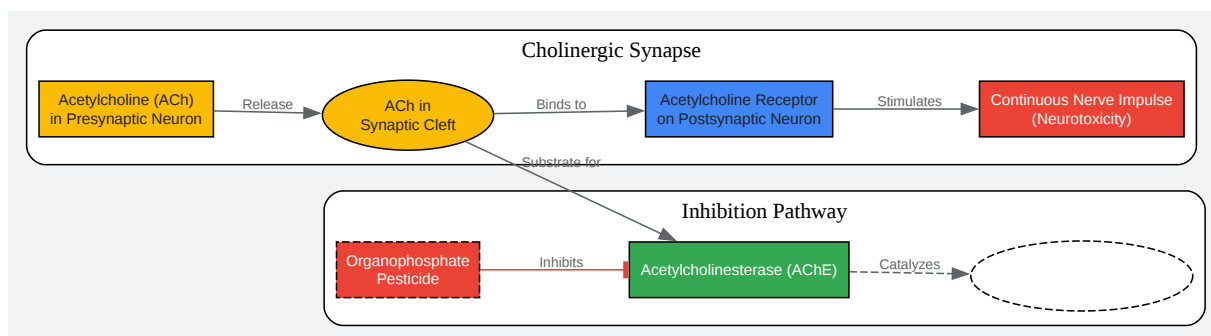 Cholinergic Synapse
Acetylcholine (ACh)
in Presynaptic Neuron
Release
ACh in
Synaptic Cleft
Binds to
Acetylcholine Receptor
on Postsynaptic Neuron
Stimulates
Continuous Nerve Impulse
(Neurotoxicity)
Substrate for
Inhibition Pathway
Organophosphate
Pesticide
Inhibits
Acetylcholinesterase (AChE)
Catalyzes